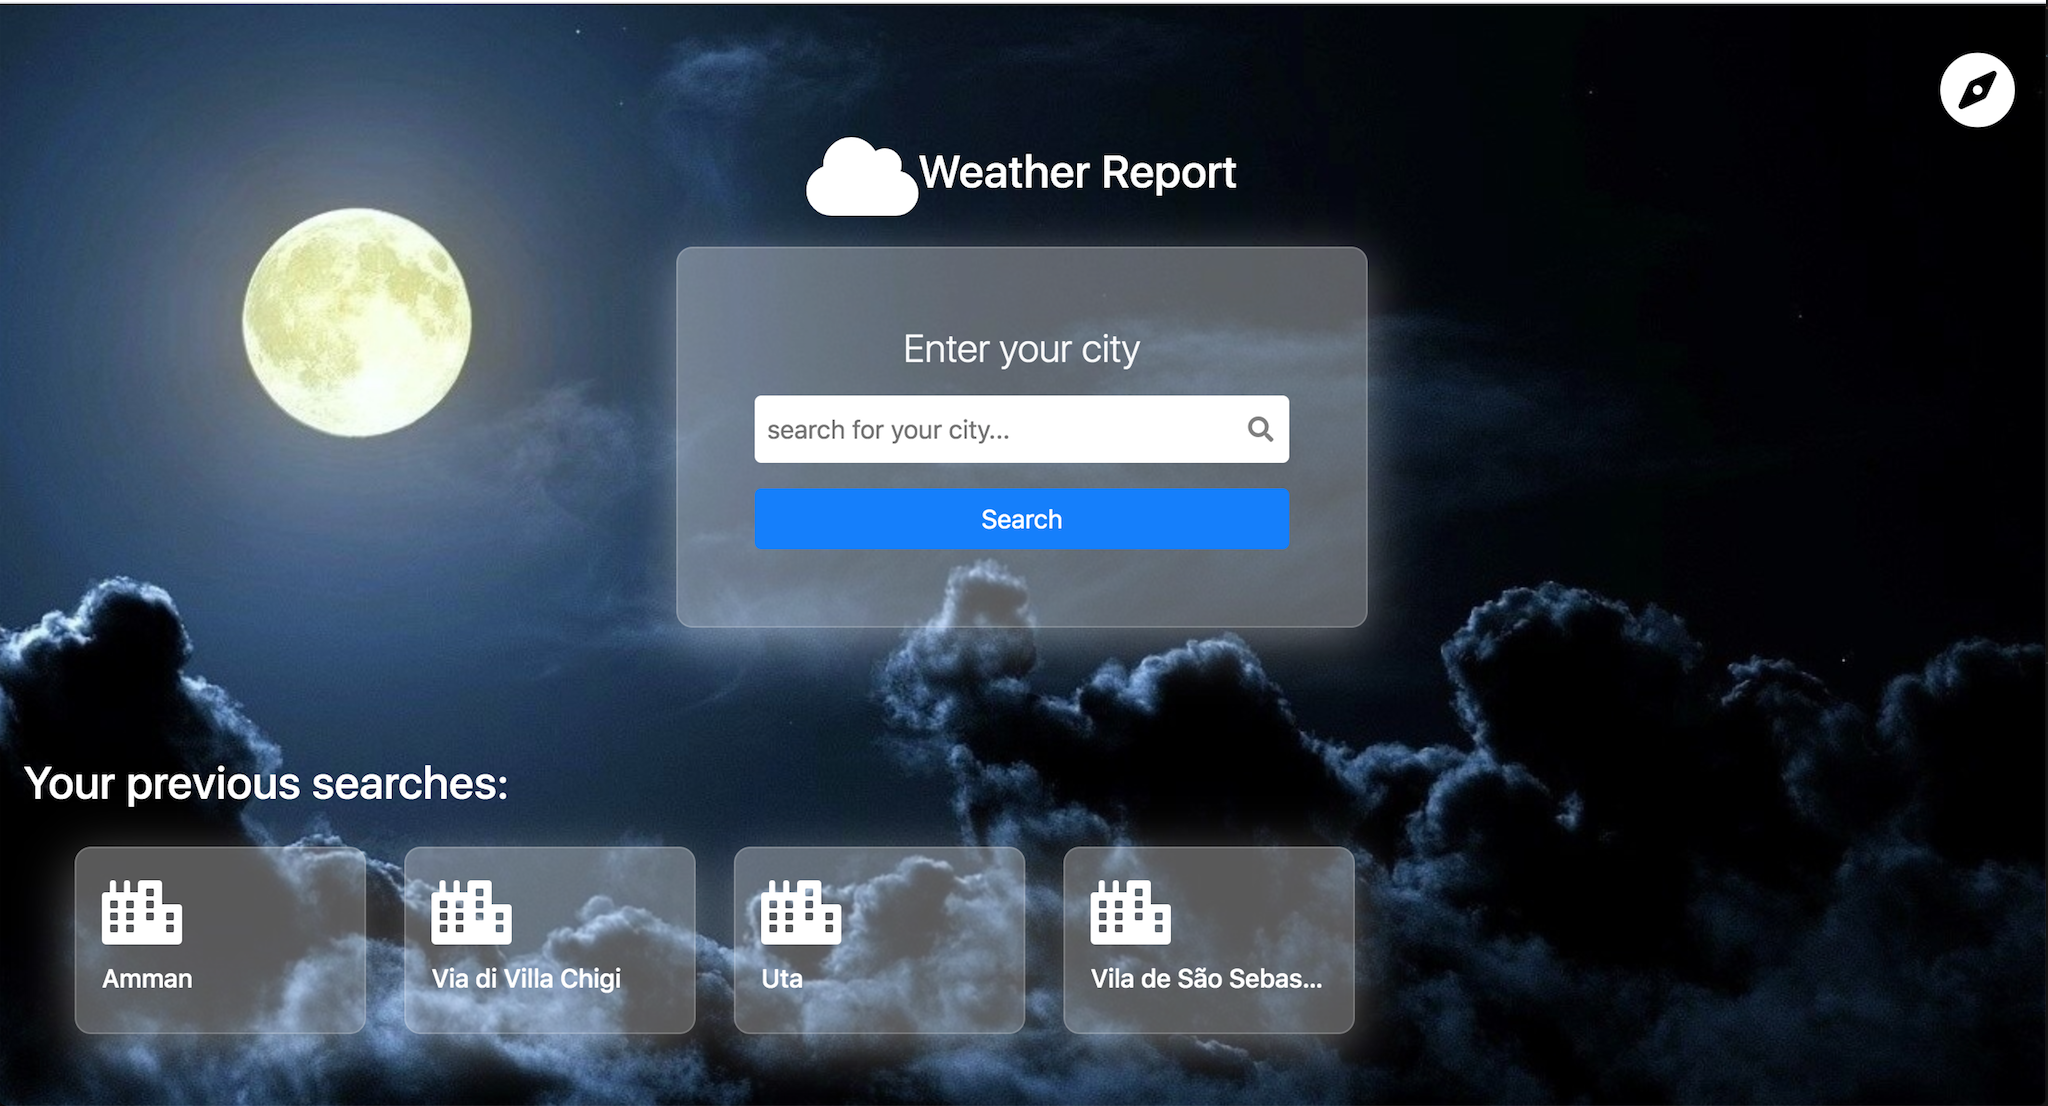 Weather Report
Enter your city
search for your city...
Search
Your previous searches:
Amman
Via di Villa Chigi
Uta
Vila de São Sebas...